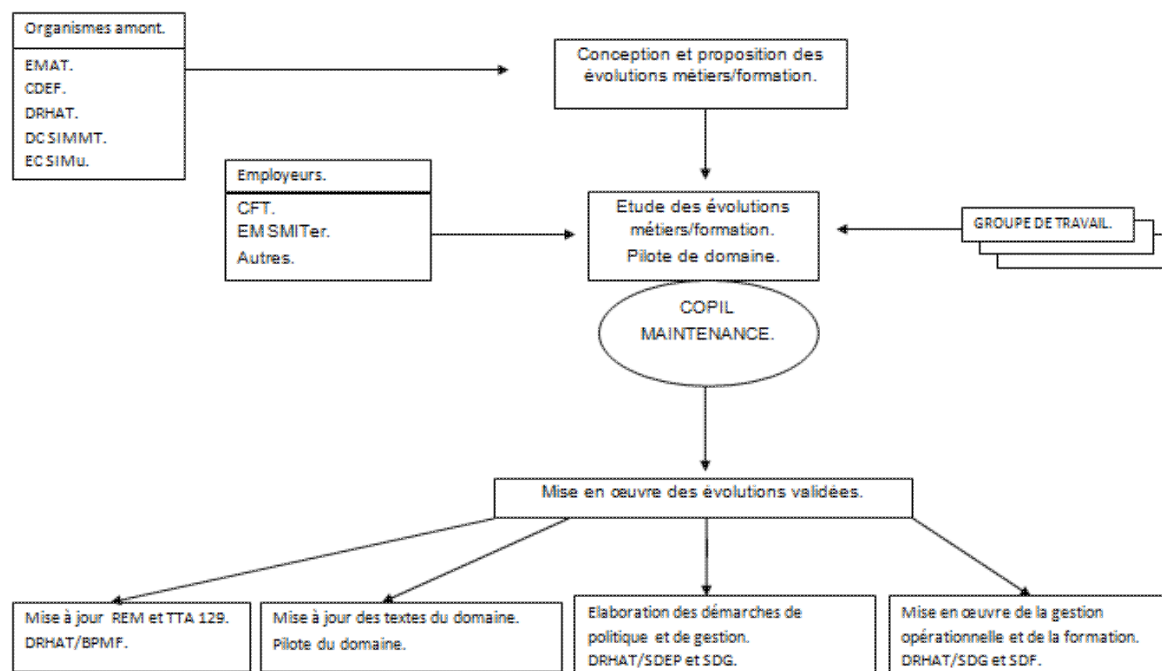 Organismes amont.
EMAT.
CDEF.
DRHAT.
DCSIMMT.
ECSIMu.
Conception et proposition des
évolutions métiers/formation.
Employeurs.
CFT.
EMSMITer.
Autres.
Etude des évolutions
métiers/formation.
Pilote de domaine.
GROUPE DE TRAVAIL.
COPIL
MAINTENANCE.
Mise en œuvre des évolutions validées.
Mise à jour REM et TTA 129.
DRHAT/BPMF.
Mise à jour des textes du domaine.
Pilote du domaine.
Elaboration des démarches de
politique et de gestion.
DRHAT/SDEP et SDG.
Mise en œuvre de la gestion
opérationnelle et de la formation.
DRHAT/SDG et SDF.